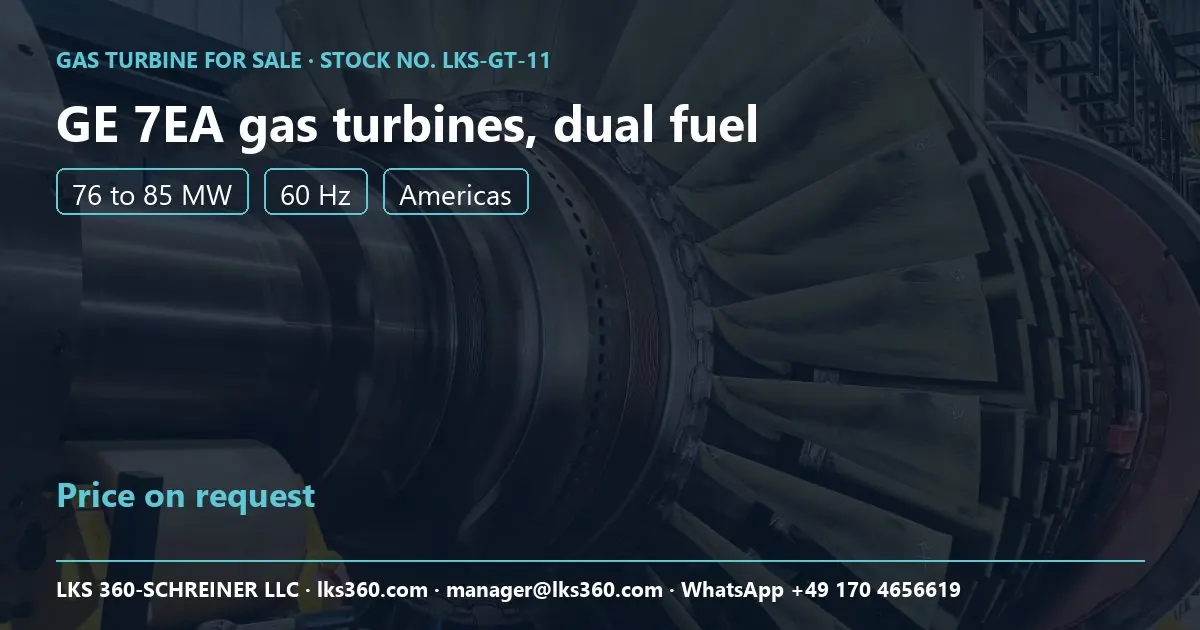 GAS TURBINE FOR SALE · STOCK NO. LKS-GT-11
GE 7EA gas turbines, dual fuel
76 to 85 MW
60 Hz
Americas
Price on request
LKS 360-SCHREINER LLC · lks360.com · manager@lks360.com · WhatsApp +49 170 4656619